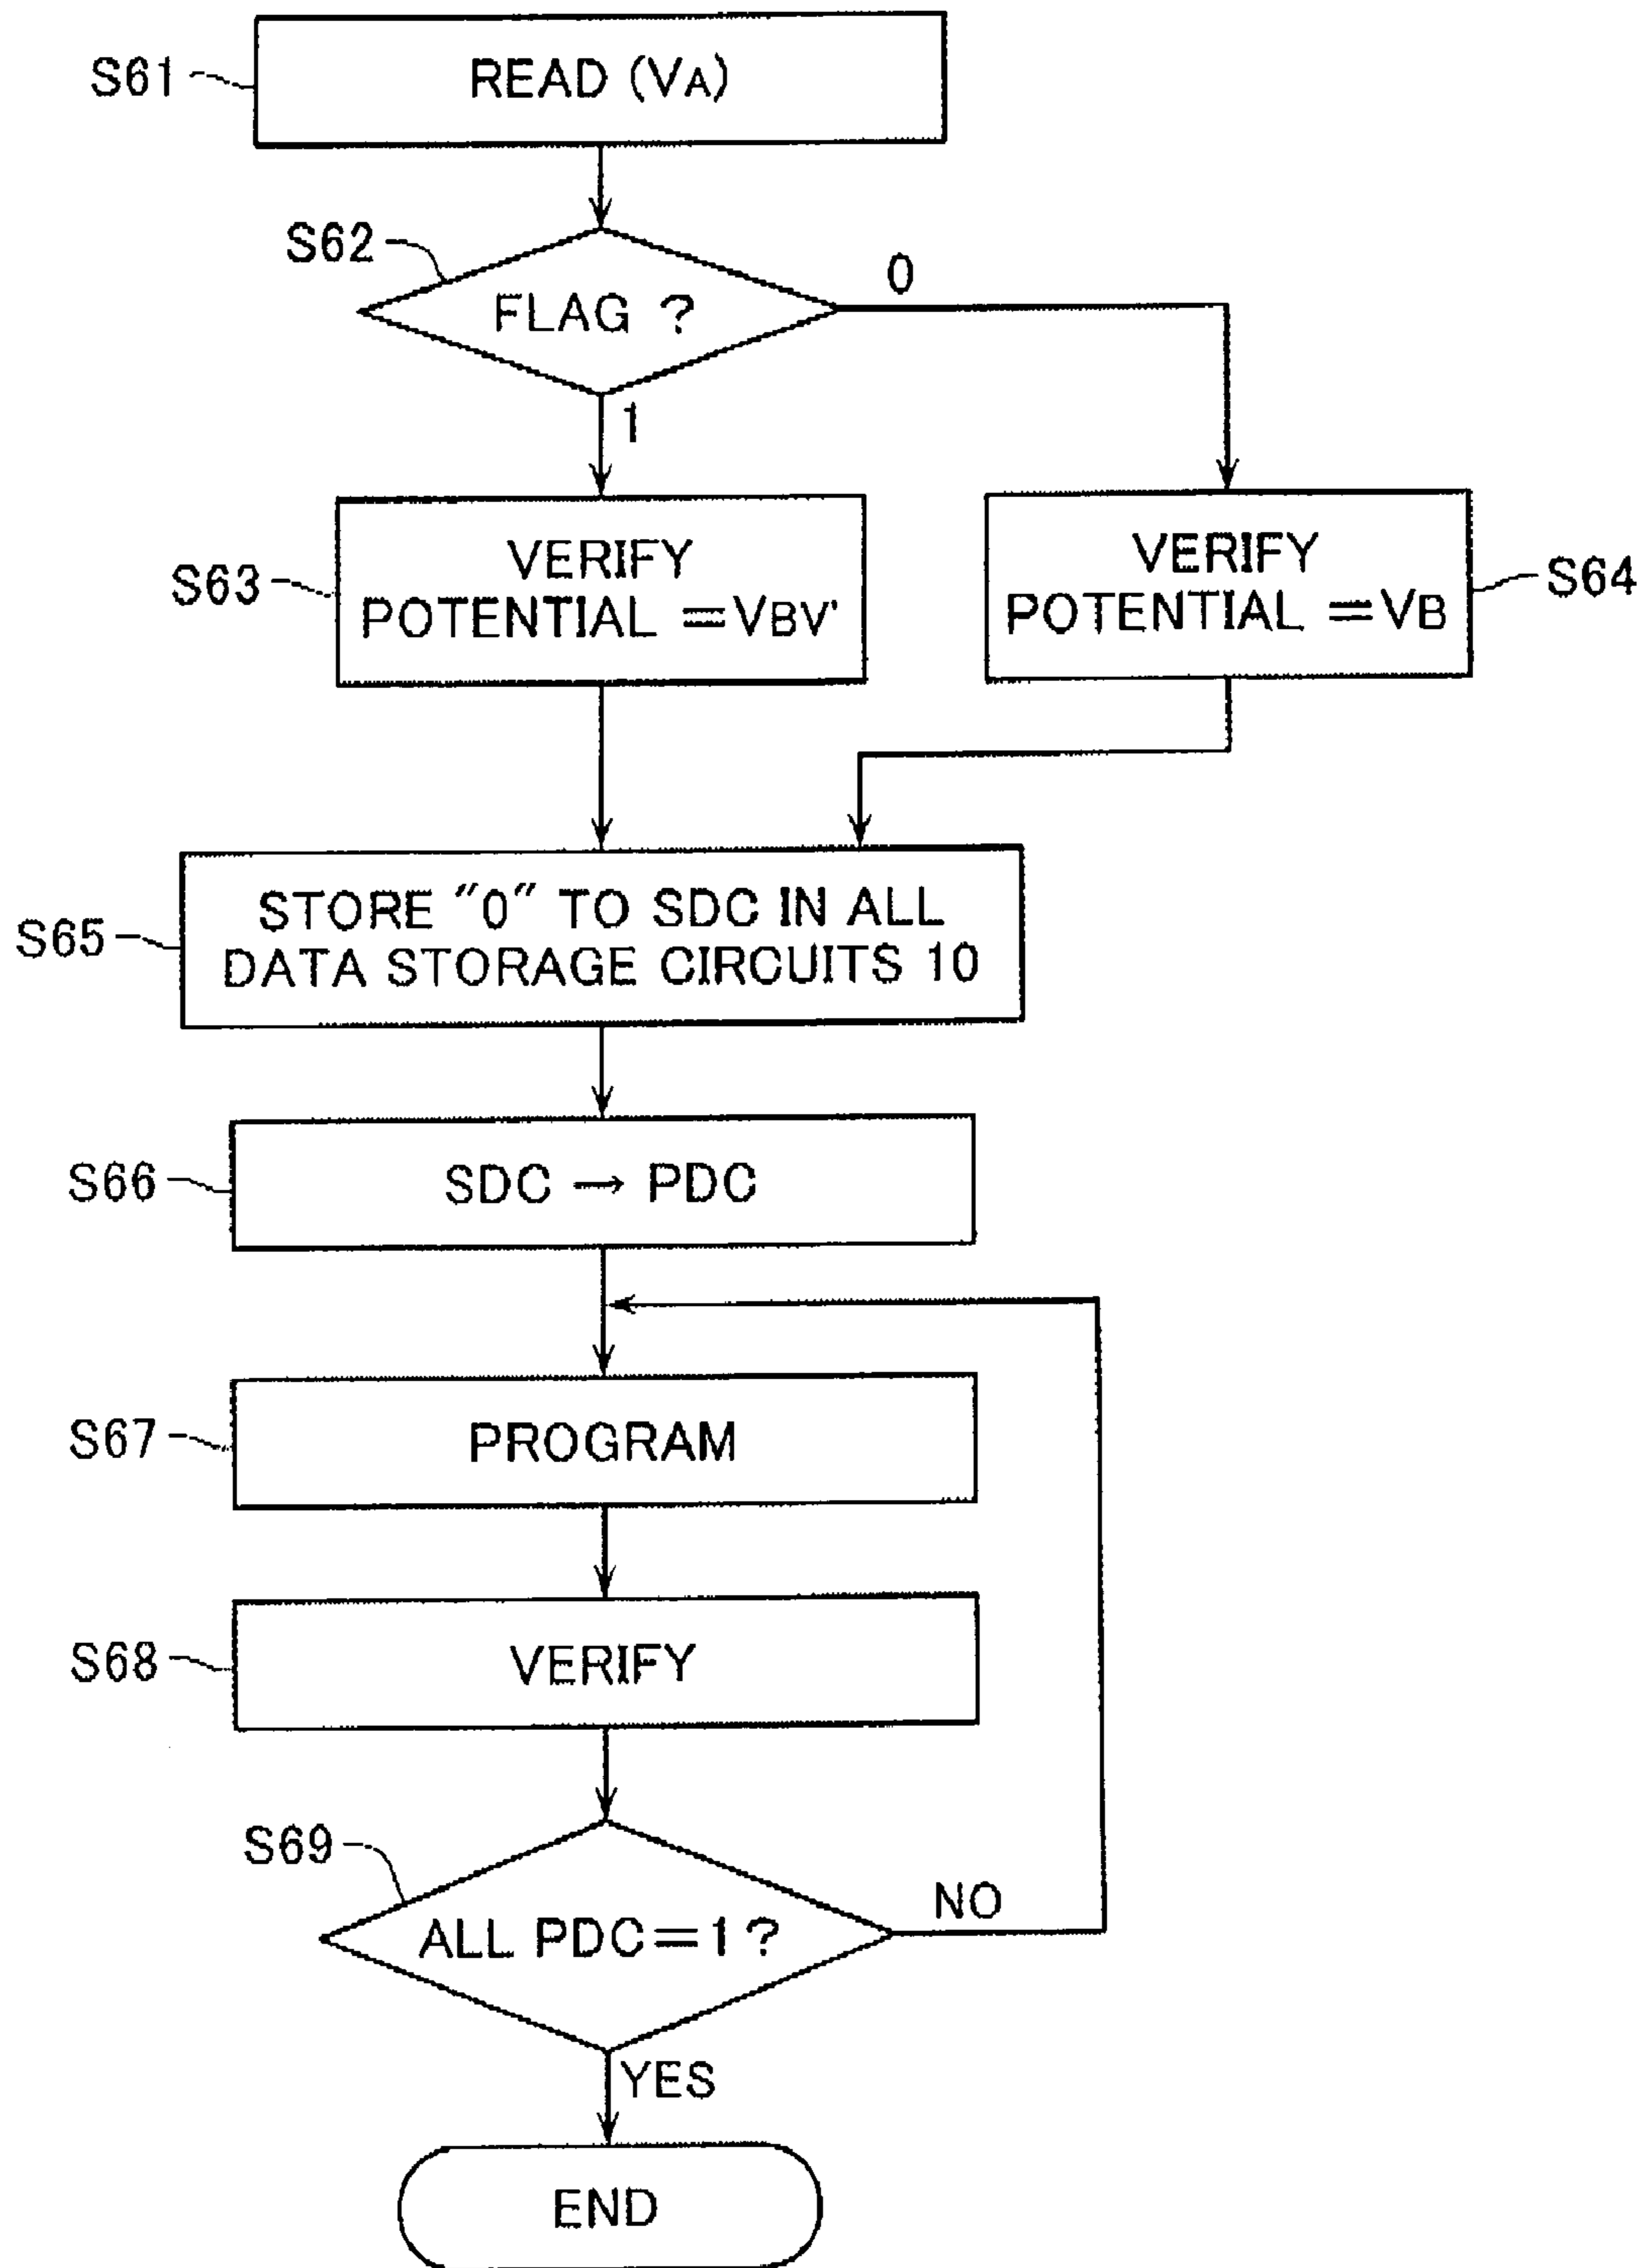 S61
READ (VA)
S62
FLAG ?
0
1
S63
VERIFY
POTENTIAL =VBV'
VERIFY
POTENTIAL =VB
S64
S65
STORE "0" TO SDC IN ALL
DATA STORAGE CIRCUITS 10
S66
SDC → PDC
S67
PROGRAM
S68
VERIFY
S69
ALL PDC=1?
NO
YES
END